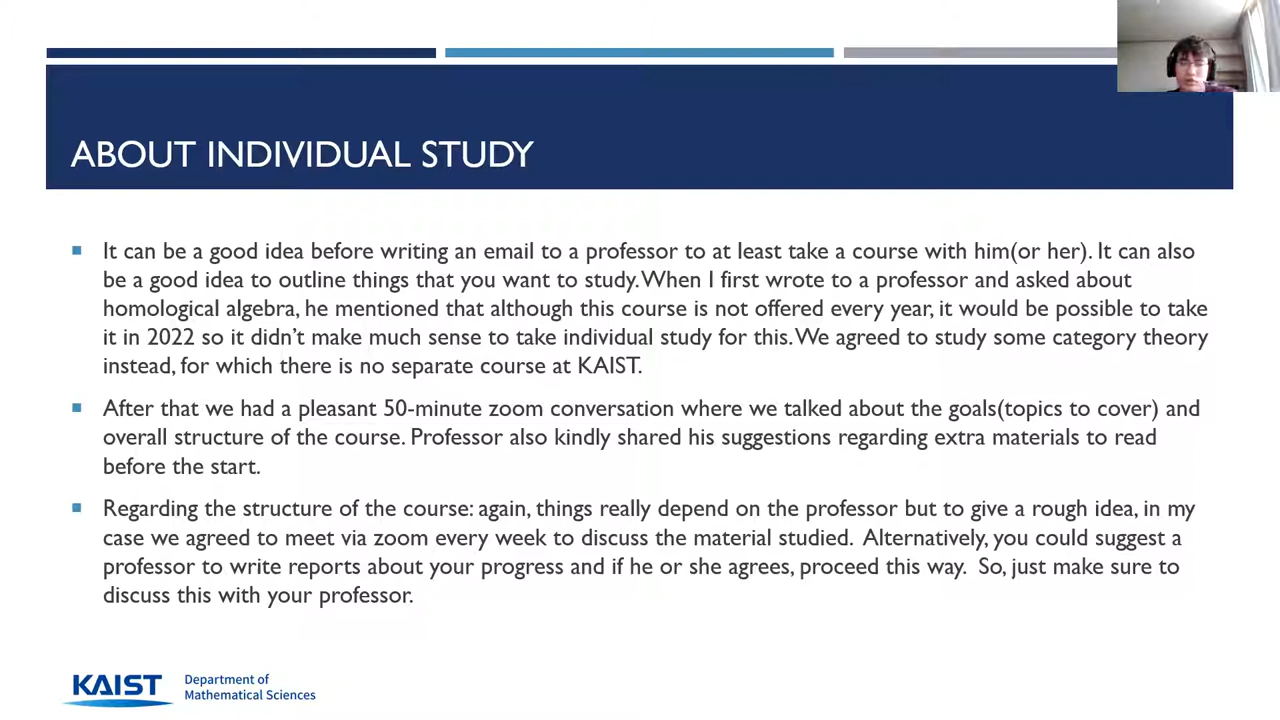 ABOUT INDIVIDUAL STUDY
It can be a good idea before writing an email to a professor to at least take a course with him(or her). It can also
be a good idea to outline things that you want to study. When I first wrote to a professor and asked about
homological algebra, he mentioned that although this course is not offered every year, it would be possible to take
it in 2022 so it didn't make much sense to take individual study for this. We agreed to study some category theory
instead, for which there is no separate course at KAIST.
After that we had a pleasant 50-minute zoom conversation where we talked about the goals(topics to cover) and
overall structure of the course. Professor also kindly shared his suggestions regarding extra materials to read
before the start.
Regarding the structure of the course: again, things really depend on the professor but to give a rough idea, in my
case we agreed to meet via zoom every week to discuss the material studied. Alternatively, you could suggest a
professor to write reports about your progress and if he or she agrees, proceed this way. So, just make sure to
discuss this with your professor.
KAIST
Department of
Mathematical Sciences